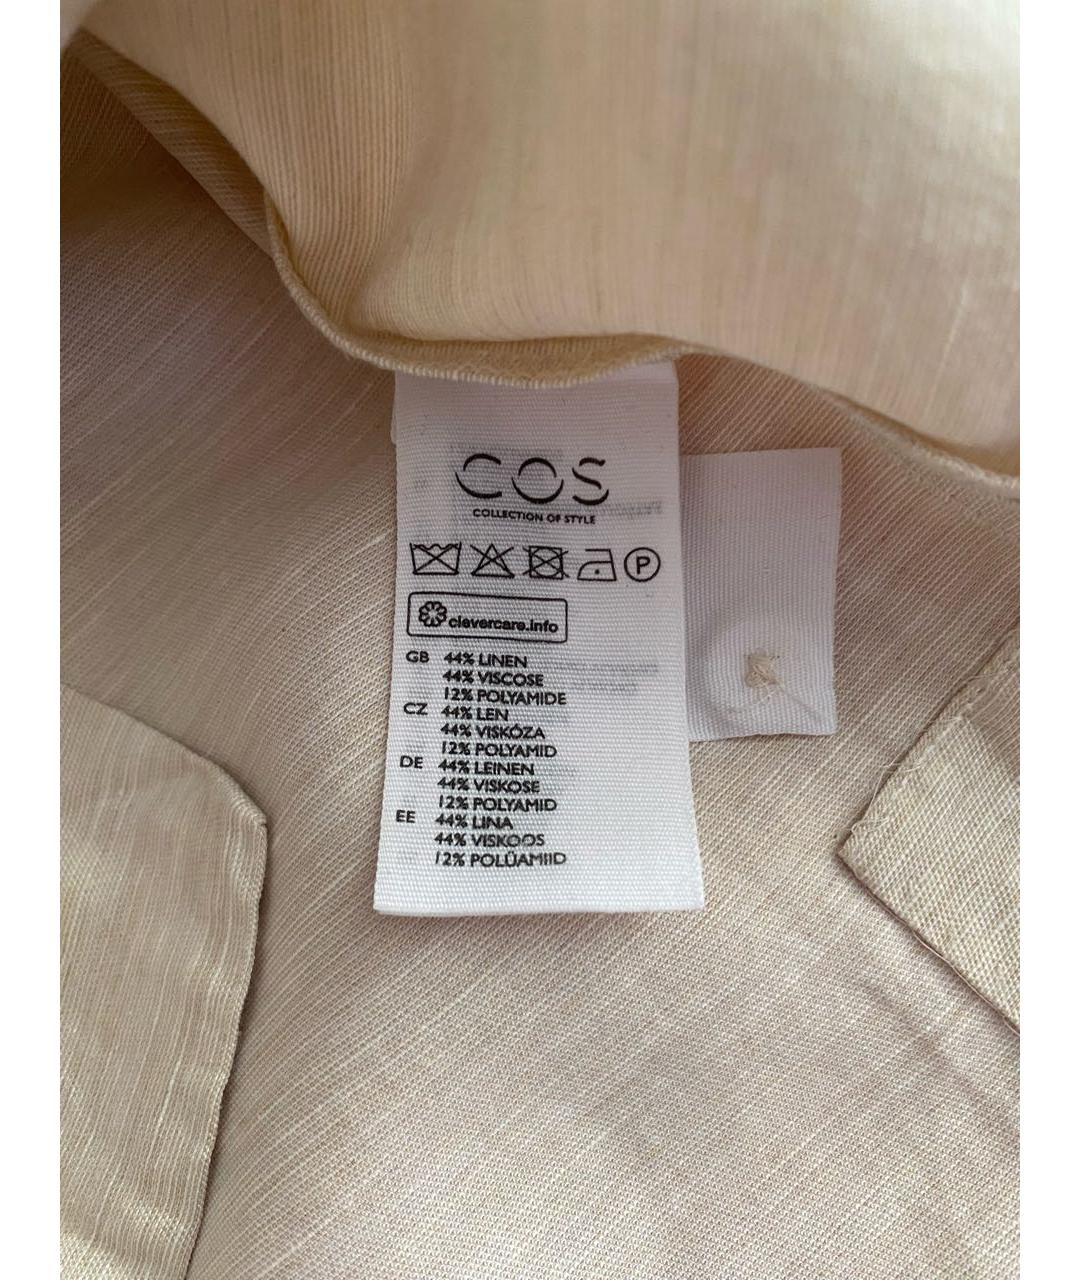 COS
COLLECTION OF STYLE
P
clevercare.info
GB 44% LINEN
44% VISCOSE
12% POLYAMIDE
CZ 44% LEN
44% VISKÓZA
12% POLYAMID
DE 44% LEINEN
44% VISKOSE
12% POLYAMID
EE 44% LINA
44% VISKOOS
12% POLÜAMIID